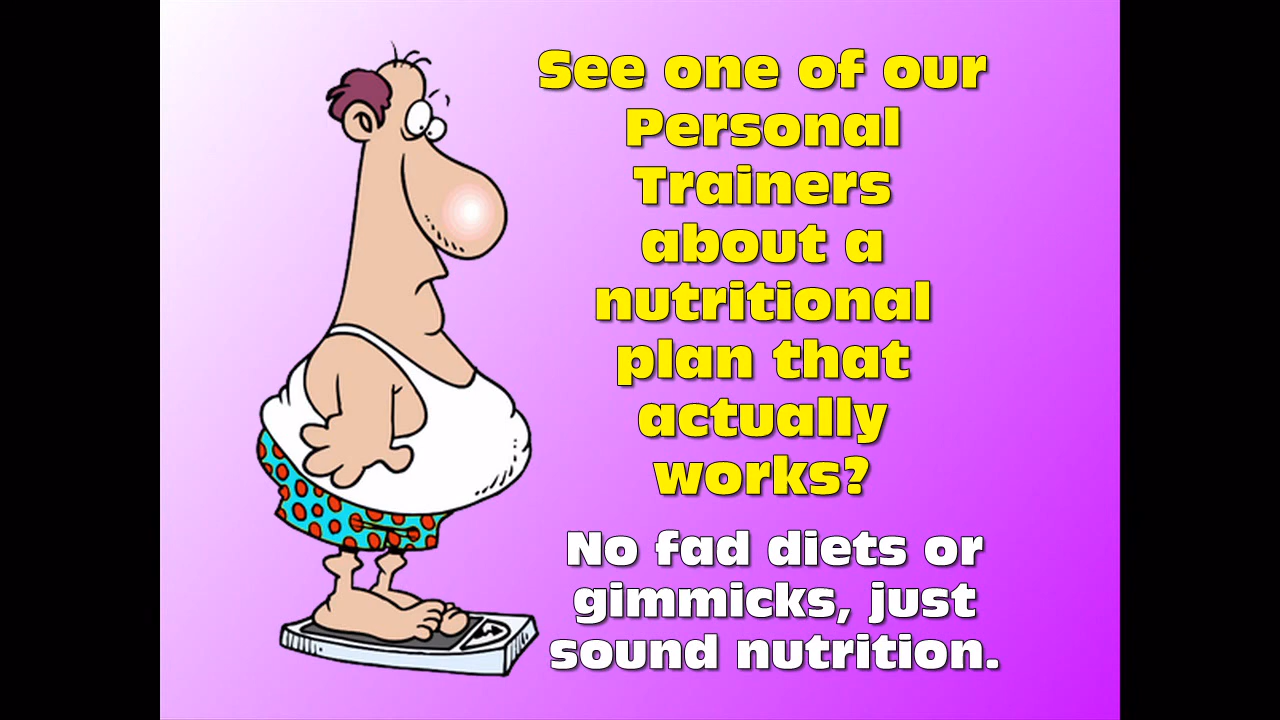 See one of our
Personal
Trainers
about a
nutritional
plan that
actually
works?
No fad diets or
gimmicks, just
sound nutrition.